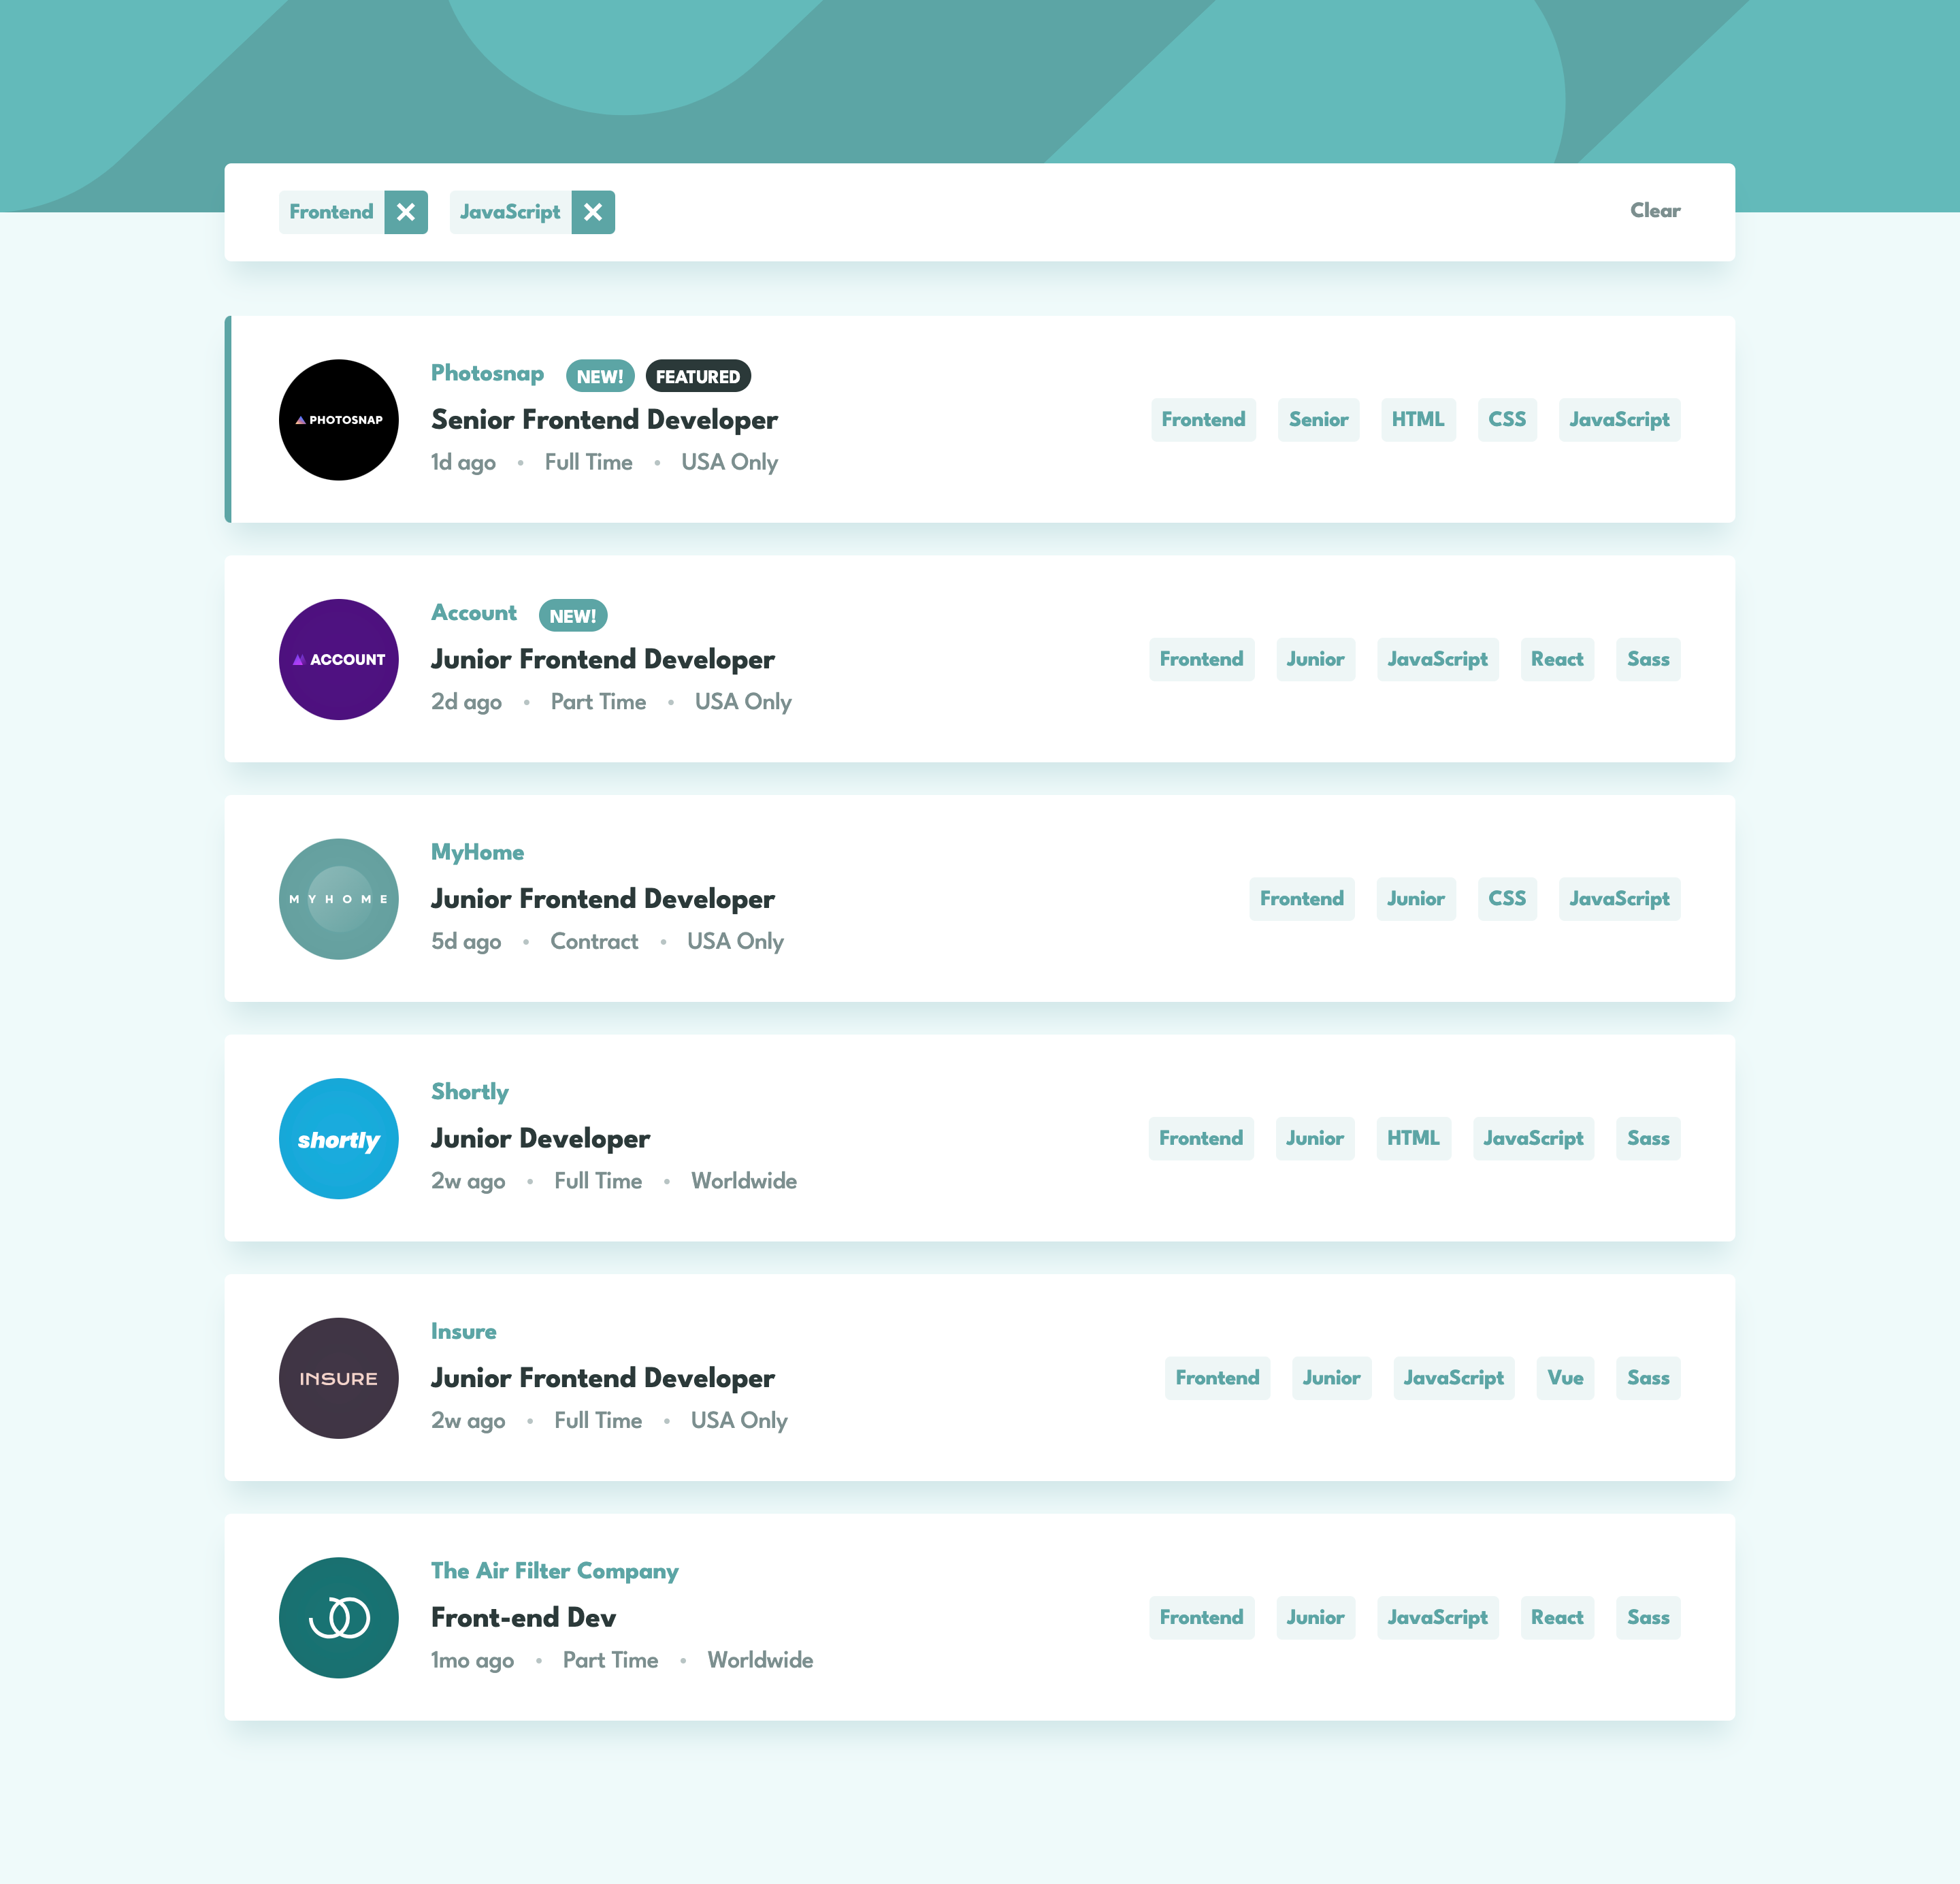 Frontend JavaScript Clear
PHOTOSNAP
Photosnap NEW! FEATURED
Senior Frontend Developer
1d ago • Full Time • USA Only
Frontend Senior HTML CSS JavaScript
ACCOUNT
Account NEW!
Junior Frontend Developer
2d ago • Part Time • USA Only
Frontend Junior JavaScript React Sass
MYHOME
MyHome
Junior Frontend Developer
5d ago • Contract • USA Only
Frontend Junior CSS JavaScript
shortly
Shortly
Junior Developer
2w ago • Full Time • Worldwide
Frontend Junior HTML JavaScript Sass
INSURE
Insure
Junior Frontend Developer
2w ago • Full Time • USA Only
Frontend Junior JavaScript Vue Sass
The Air Filter Company
Front-end Dev
1mo ago • Part Time • Worldwide
Frontend Junior JavaScript React Sass